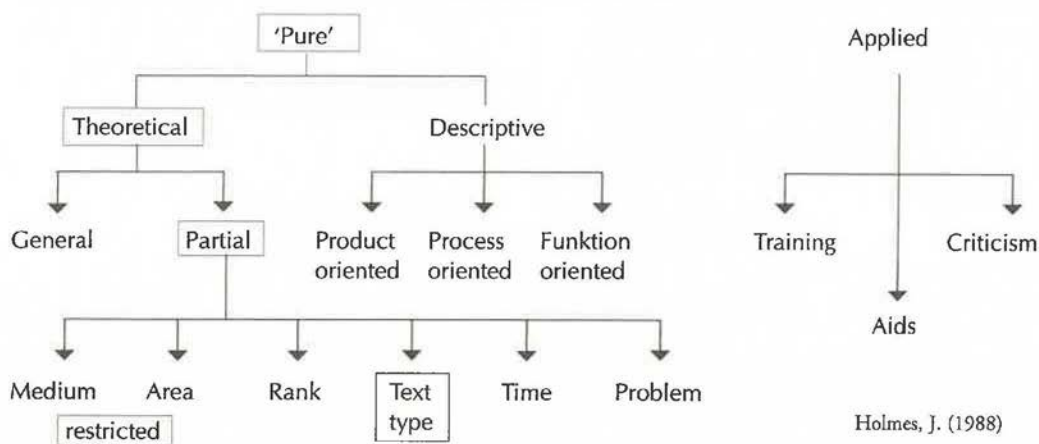 'Pure'
Applied
Theoretical
Descriptive
General
Partial
Product oriented
Process oriented
Funktion oriented
Training
Criticism
Aids
Medium
Area
Rank
Text type
Time
Problem
restricted
Holmes, J. (1988)